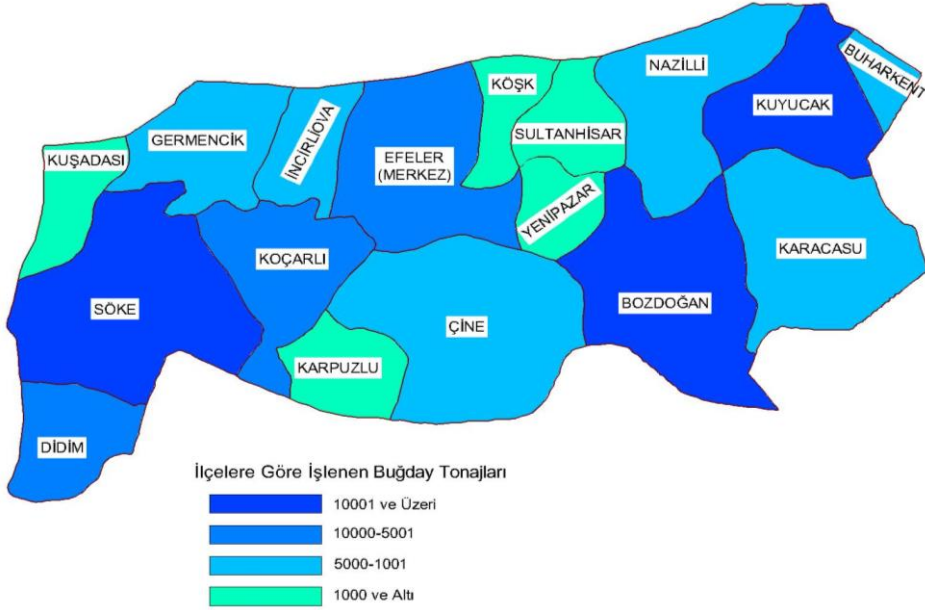 KÖŞK
NAZİLLİ
BUHARKENT
KUYUCAK
SULTANHİSAR
GERMENCİK
İNCİRLİOVA
KUŞADASI
EFELER
(MERKEZ)
YENİPAZAR
KOÇARLI
KARACASU
SÖKE
BOZDOĞAN
ÇİNE
KARPUZLU
DİDİM
İlçelere Göre İşlenen Buğday Tonajları
10001 ve Üzeri
10000-5001
5000-1001
1000 ve Altı